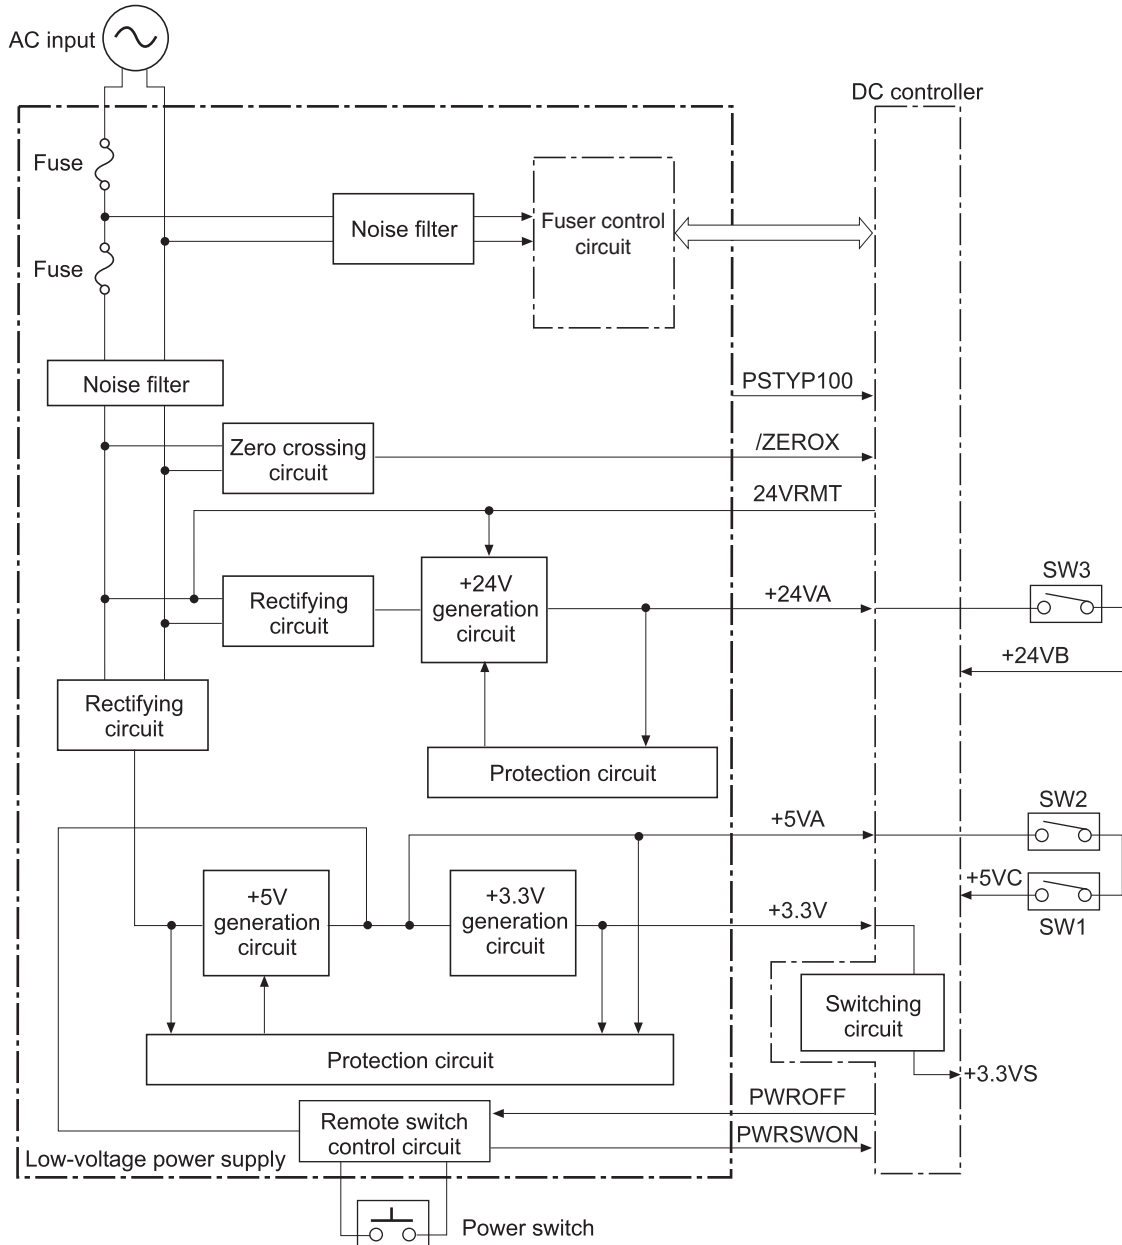 AC input
DC controller
Fuse
Noise filter
Fuser control
circuit
Fuse
Noise filter
PSTYP100
Zero crossing
circuit
/ZEROX
24VRMT
Rectifying
circuit
+24V
generation
circuit
+24VA
SW3
+24VB
Rectifying
circuit
Protection circuit
+5VA
SW2
+5V
generation
circuit
+3.3V
generation
circuit
+3.3V
+5VC
SW1
Switching
circuit
Protection circuit
+3.3VS
PWROFF
Remote switch
control circuit
PWRSWON
Low-voltage power supply
Power switch